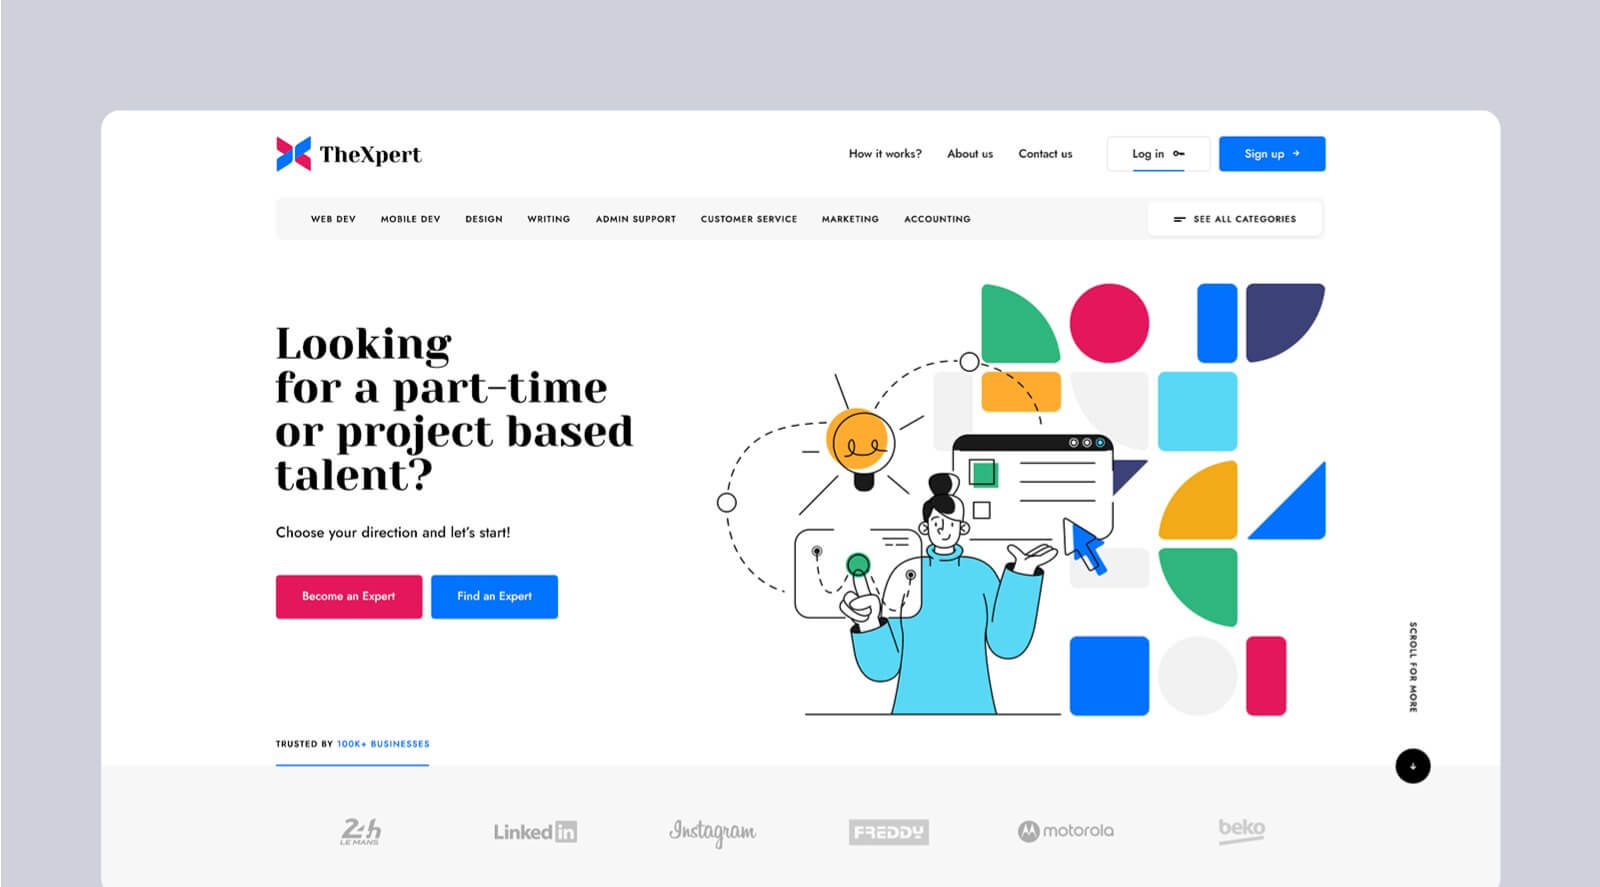 TheXpert
How it works? About us Contact us Log in Sign up
WEB DEV MOBILE DEV DESIGN WRITING ADMIN SUPPORT CUSTOMER SERVICE MARKETING ACCOUNTING SEE ALL CATEGORIES
Looking
for a part-time
or project based
talent?
Choose your direction and let's start!
Become an Expert Find an Expert
SCROLL FOR MORE
TRUSTED BY 100K+ BUSINESSES
24h
LE MANS
LinkedIn
Instagram
FREDDY
motorola
beko